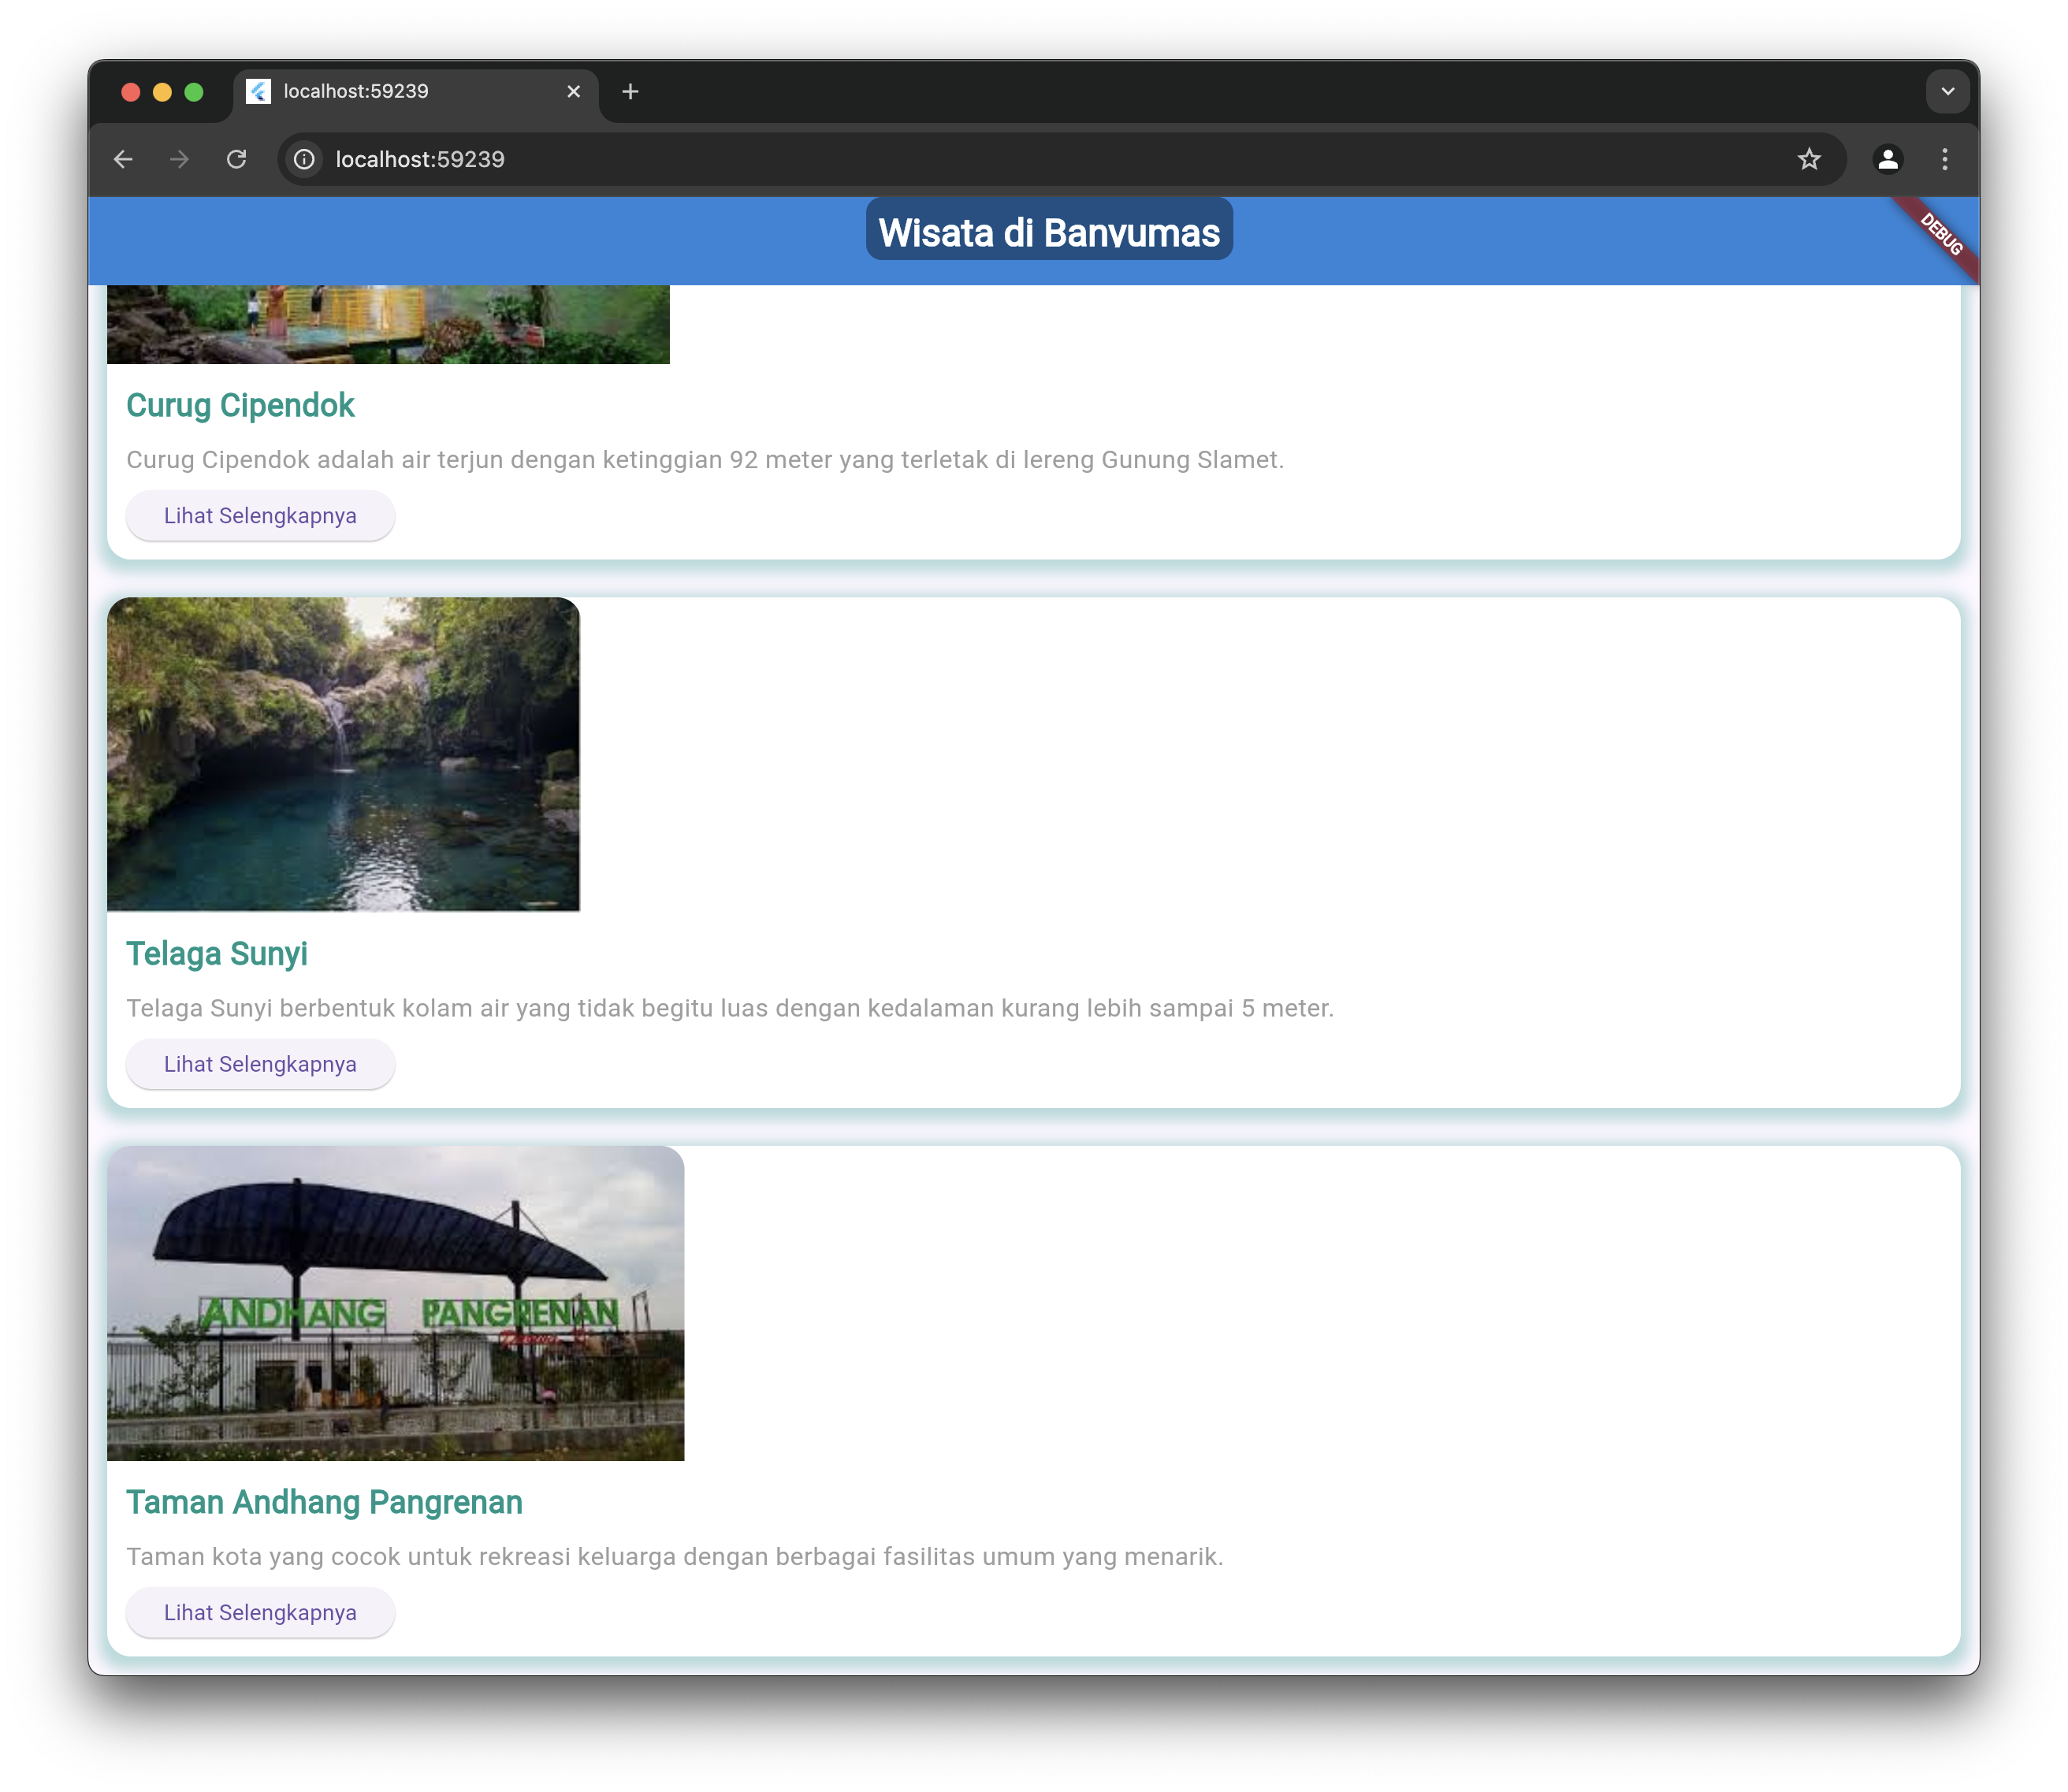 localhost:59239
localhost:59239
Wisata di Banyumas
DEBUG
Curug Cipendok
Curug Cipendok adalah air terjun dengan ketinggian 92 meter yang terletak di lereng Gunung Slamet.
Lihat Selengkapnya
Telaga Sunyi
Telaga Sunyi berbentuk kolam air yang tidak begitu luas dengan kedalaman kurang lebih sampai 5 meter.
Lihat Selengkapnya
ANDHANG PANGRENAN
Taman Andhang Pangrenan
Taman kota yang cocok untuk rekreasi keluarga dengan berbagai fasilitas umum yang menarik.
Lihat Selengkapnya